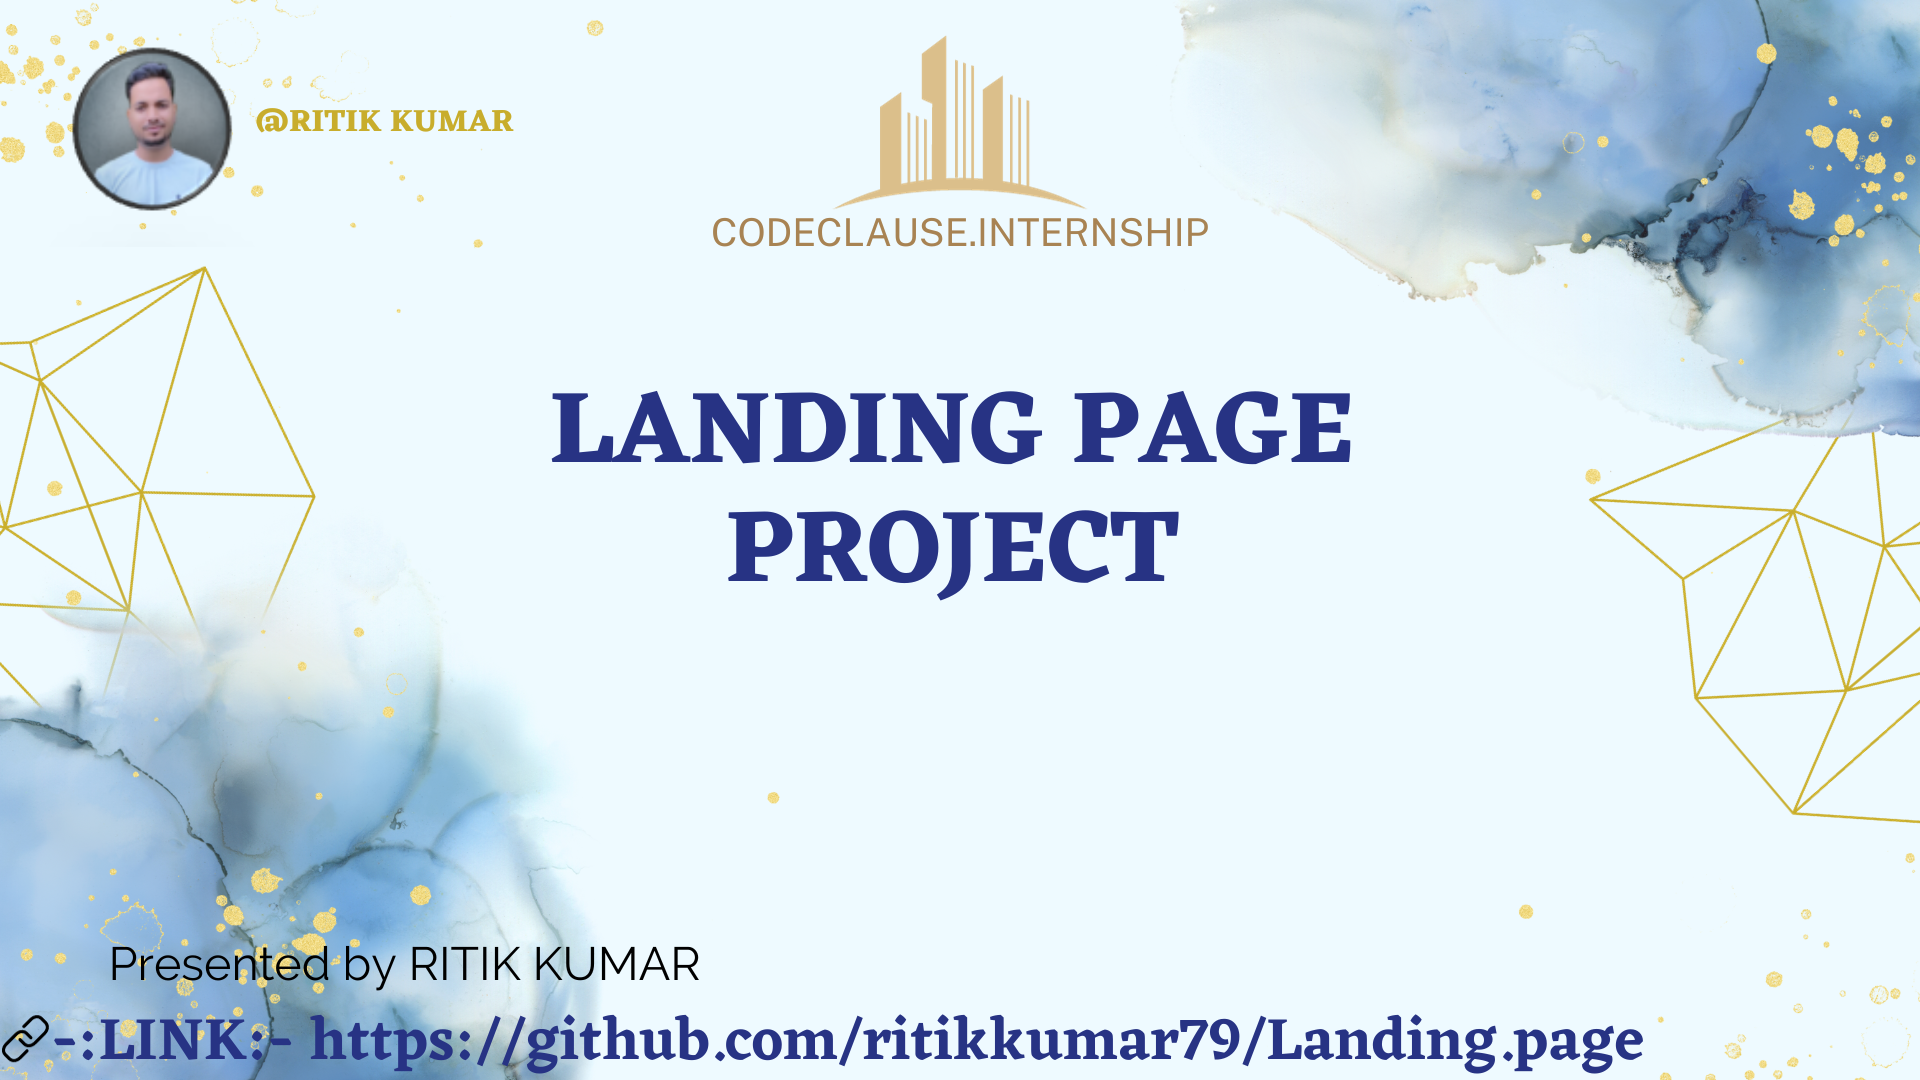 @RITIK KUMAR
CODECLAUSE.INTERNSHIP
LANDING PAGE
PROJECT
Presented by RITIK KUMAR
-:LINK:- https://github.com/ritikkumar79/Landing.page